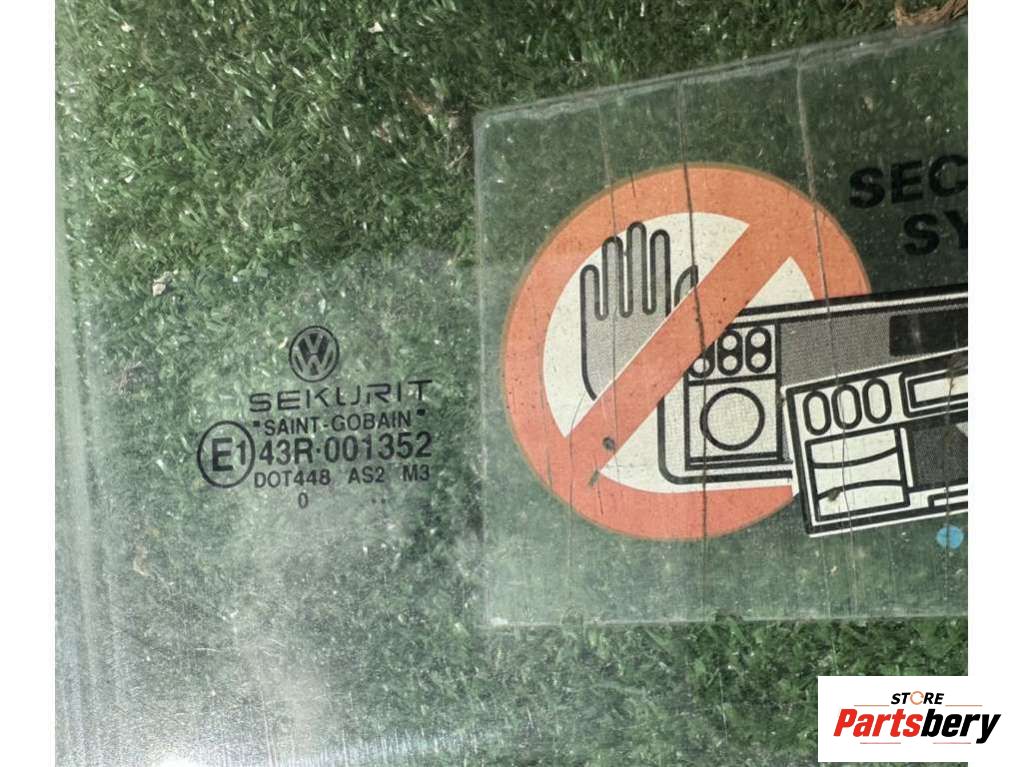 SEC
SY
VW
SEKURIT
"SAINT-GOBAIN"
E1 43R-001352
DOT448 AS2 M3
0 ..
STORE
Partsbery